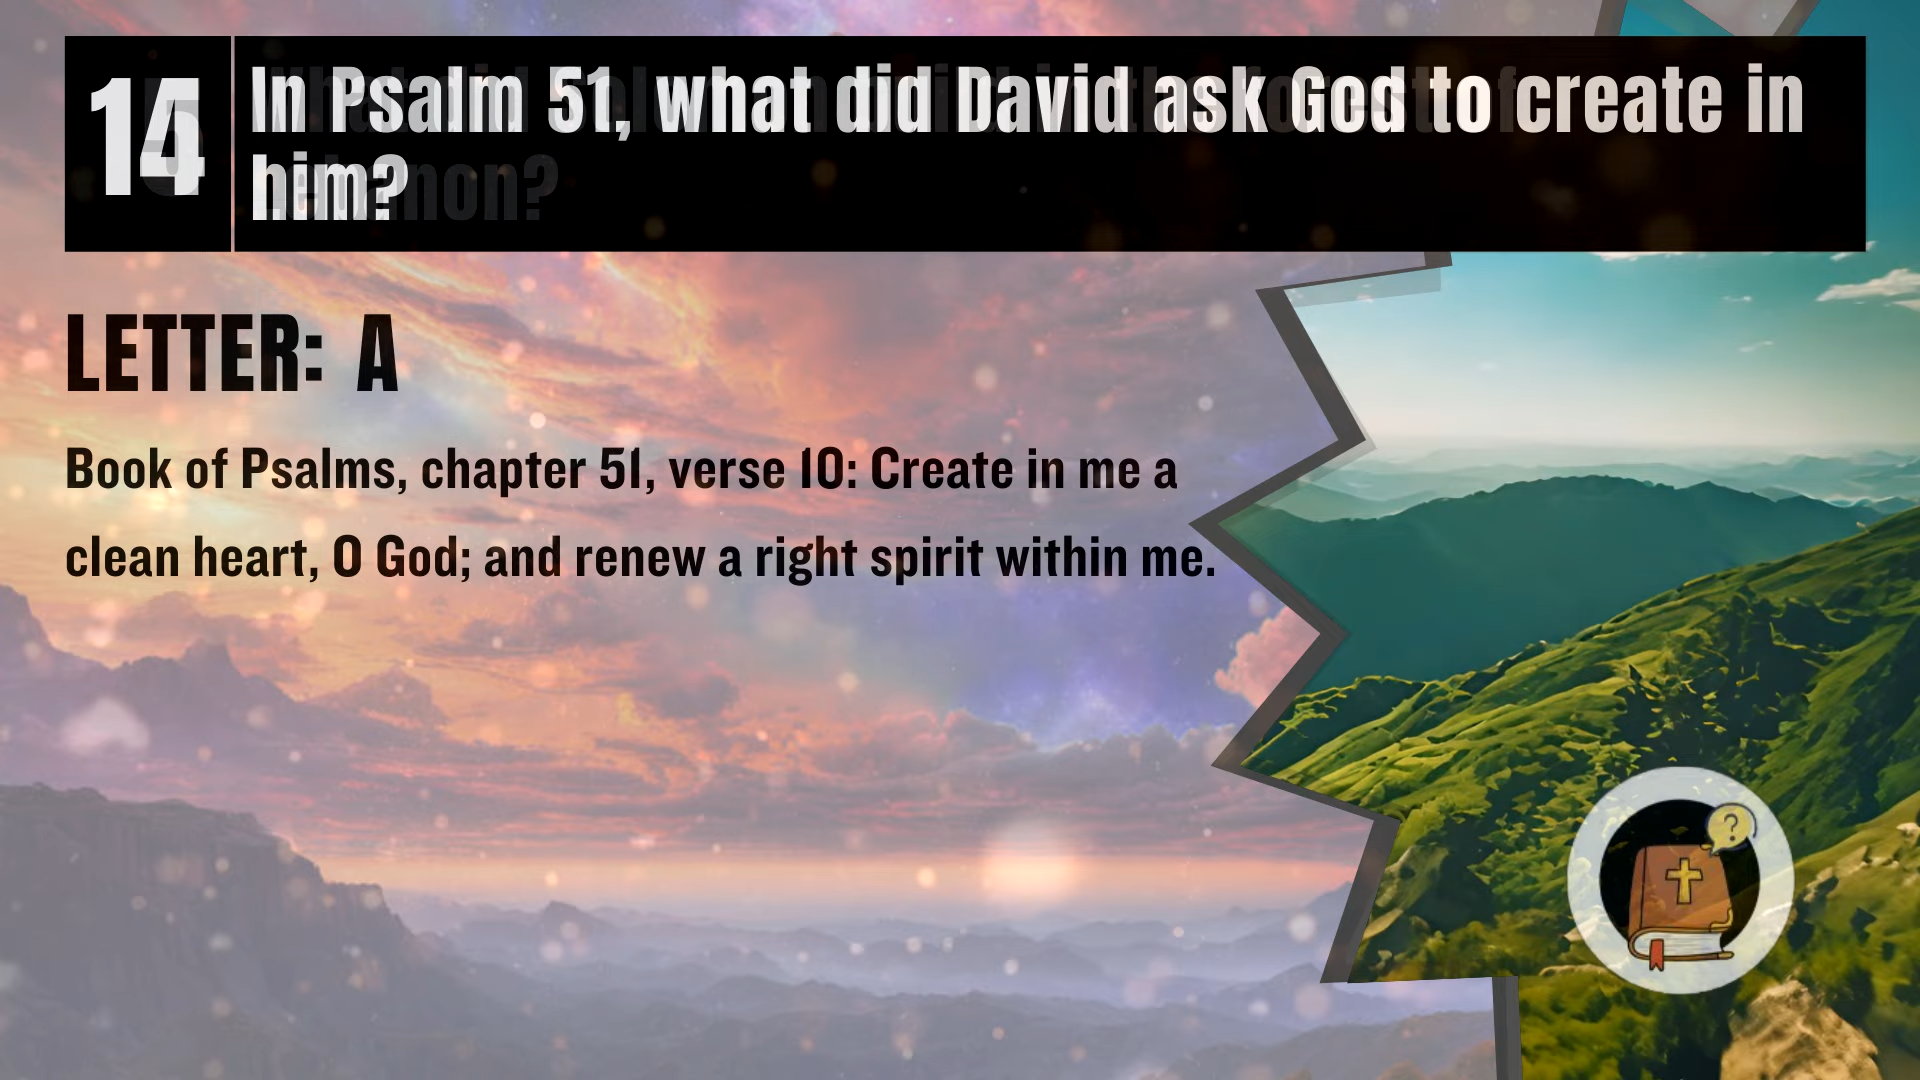 14
In Psalm 51, what did David ask God to create in
him?
LETTER: A
Book of Psalms, chapter 51, verse 10: Create in me a
clean heart, O God; and renew a right spirit within me.
?